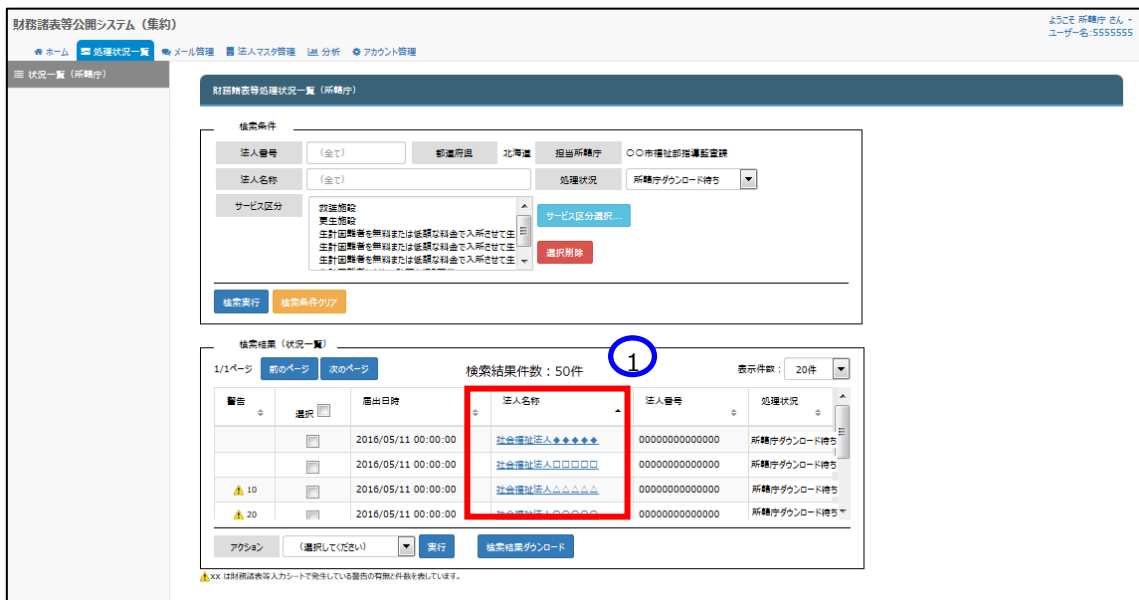 財務諸表等公開システム（集約）
ようこそ 所轄庁 さん
ユーザー名:5555555
ホーム 処理状況一覧 メール管理 法人マスタ管理 分析 アカウント管理
状況一覧（所轄庁）
財務諸表等処理状況一覧（所轄庁）
検索条件
法人番号 （全て） 都道府県 北海道 担当所轄庁 〇〇市福祉部指導監査課
法人名称 （全て） 処理状況 所轄庁ダウンロード待ち
サービス区分
救護施設
更生施設
生計困難者を無料または低額な料金で入所させて生
生計困難者を無料または低額な料金で入所させて生
生計困難者を無料または低額な料金で入所させて生
サービス区分選択...
選択削除
検索実行 検索条件クリア
検索結果（状況一覧）
1
1/1ページ 前のページ 次のページ 検索結果件数：50件 表示件数： 20件
警告 選択 届出日時 法人名称 法人番号 処理状況
2016/05/11 00:00:00 社会福祉法人◆◆◆◆◆ 00000000000000 所轄庁ダウンロード待ち
2016/05/11 00:00:00 社会福祉法人□□□□□ 00000000000000 所轄庁ダウンロード待ち
10 2016/05/11 00:00:00 社会福祉法人△△△△△ 00000000000000 所轄庁ダウンロード待ち
20 2016/05/11 00:00:00 社会福祉法人〇〇〇〇〇 00000000000000 所轄庁ダウンロード待ち
アクション （選択してください） 実行 検索結果ダウンロード
xx は財務諸表等入力シートで発生している警告の有無と件数を表しています。